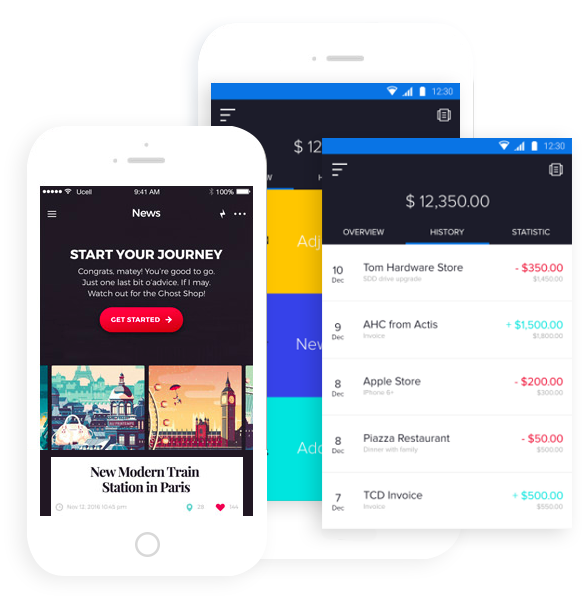 12:30
$ 12
W
H
Adj
New
Add
Ucell
9:41 AM
100%
News
START YOUR JOURNEY
Congrats, matey! You're good to go.
Just one last bit o'advice. If I may.
Watch out for the Ghost Shop!
GET STARTED
New Modern Train
Station in Paris
Nov 12, 2016 10:45 pm
29
144
12:30
$ 12,350.00
OVERVIEW HISTORY STATISTIC
10 Tom Hardware Store - $350.00
Dec SDD drive upgrade $1,450.00
9 AHC from Actis + $1,500.00
Dec Invoice $1,800.00
8 Apple Store - $200.00
Dec iPhone 6+ $300.00
8 Piazza Restaurant - $50.00
Dec Dinner with family $500.00
7 TCD Invoice + $500.00
Dec Invoice $550.00